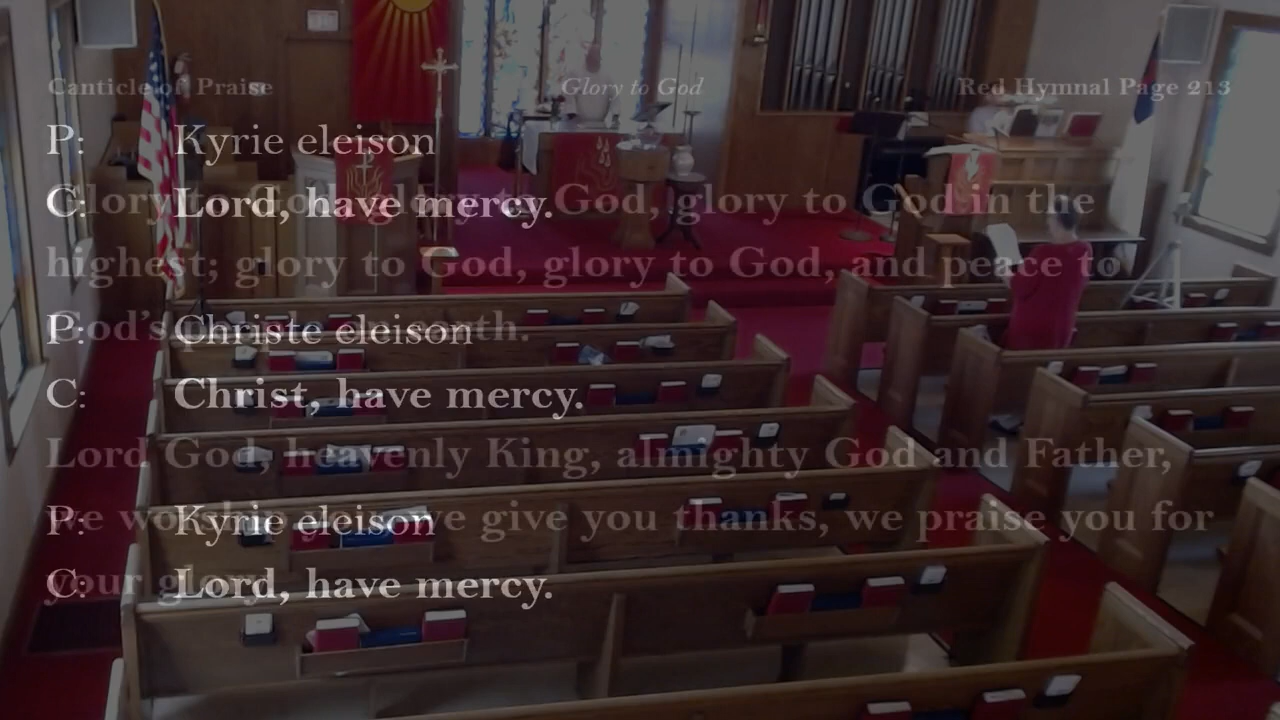 Canticle of Praise Glory to God Red Hymnal Page 213
P: Kyrie eleison
C: Lord, have mercy.
Glory to God, glory to God, glory to God in the
highest; glory to God, glory to God, and peace to
P: Christe eleison
God's people on earth.
C: Christ, have mercy.
Lord God, heavenly King, almighty God and Father,
P: Kyrie eleison
we worship you, we give you thanks, we praise you for
C: Lord, have mercy.
your glory.